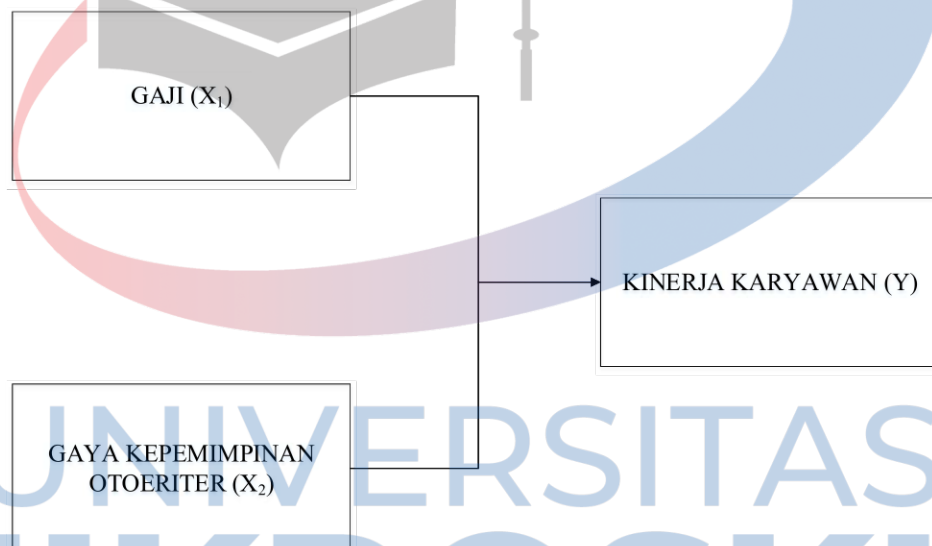 GAJI (X₁)
KINERJA KARYAWAN (Y)
GAYA KEPEMIMPINAN
OTOERITER (X₂)
UNIVERSITAS